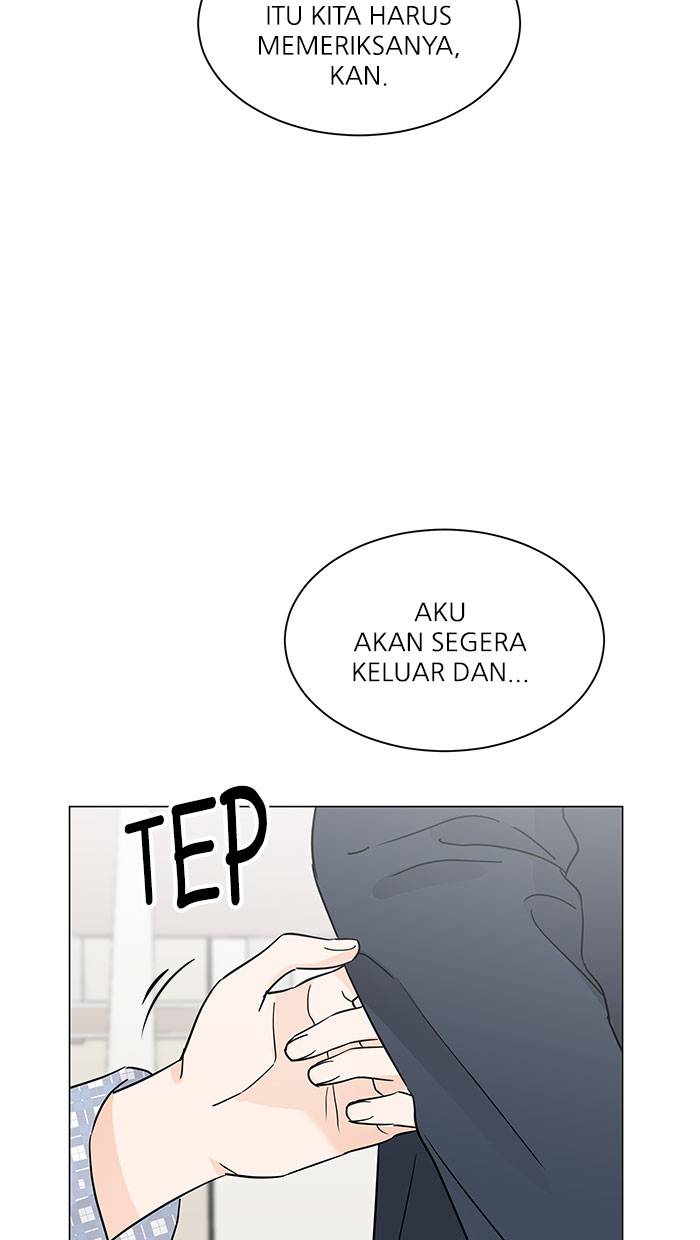 ITU KITA HARUS
MEMERIKSANYA,
KAN.
AKU
AKAN SEGERA
KELUAR DAN...
TEP